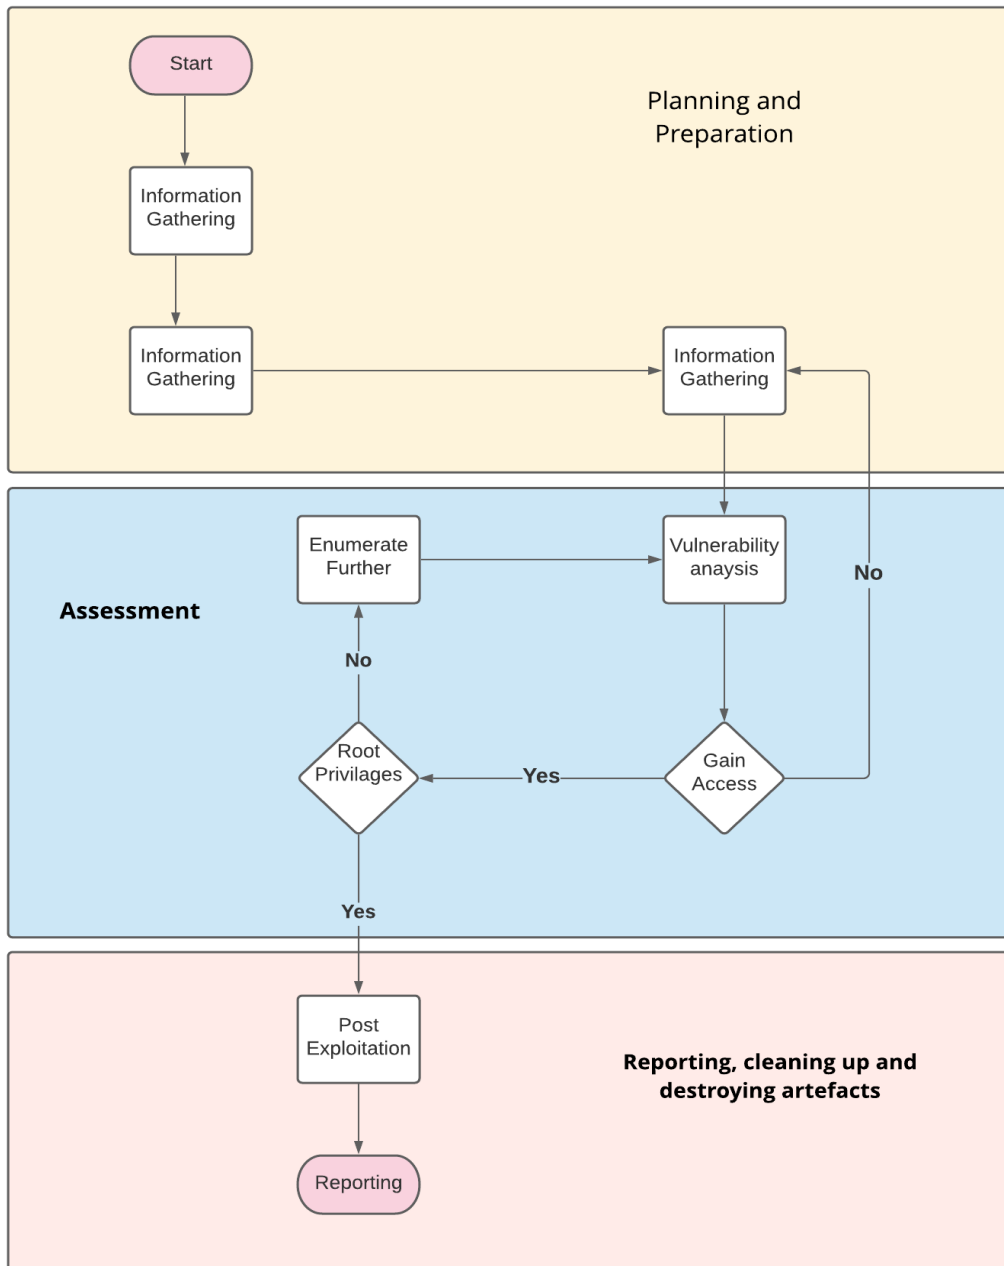 Start
Planning and
Preparation
Information
Gathering
Information
Gathering
Information
Gathering
Enumerate
Further
Vulnerability
anaysis
No
Assessment
No
Root
Privilages
Yes
Gain
Access
Yes
Post
Exploitation
Reporting, cleaning up and
destroying artefacts
Reporting